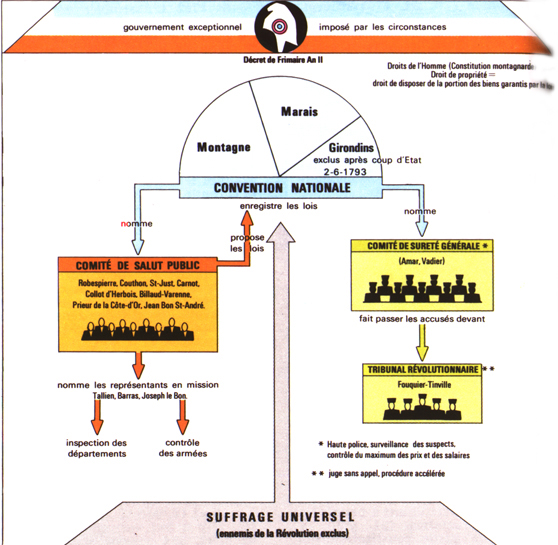 gouvernement exceptionnel imposé par les circonstances
Décret de Frimaire An II
Droits de l'Homme (Constitution montagnarde
Droit de propriété =
droit de disposer de la portion des biens garantis par la
Marais
Montagne
Girondins
exclus après coup d'Etat
2-6-1793
CONVENTION NATIONALE
enregistre les lois
nomme
propose
les lois
nomme
COMITÉ DE SALUT PUBLIC
Robespierre, Couthon, St-Just, Carnot,
Collot d'Herbois, Billaud-Varenne,
Prieur de la Côte-d'Or, Jean Bon St-André.
nomme les représentants en mission
Tallien, Barras, Joseph le Bon.
inspection des
départements
contrôle
des armées
COMITÉ DE SURETÉ GÉNÉRALE *
(Amar, Vadier)
fait passer les accusés devant
TRIBUNAL RÉVOLUTIONNAIRE **
Fouquier-Tinville
* Haute police, surveillance des suspects,
contrôle du maximum des prix et des salaires
** juge sans appel, procédure accélérée
SUFFRAGE UNIVERSEL
(ennemis de la Révolution exclus)